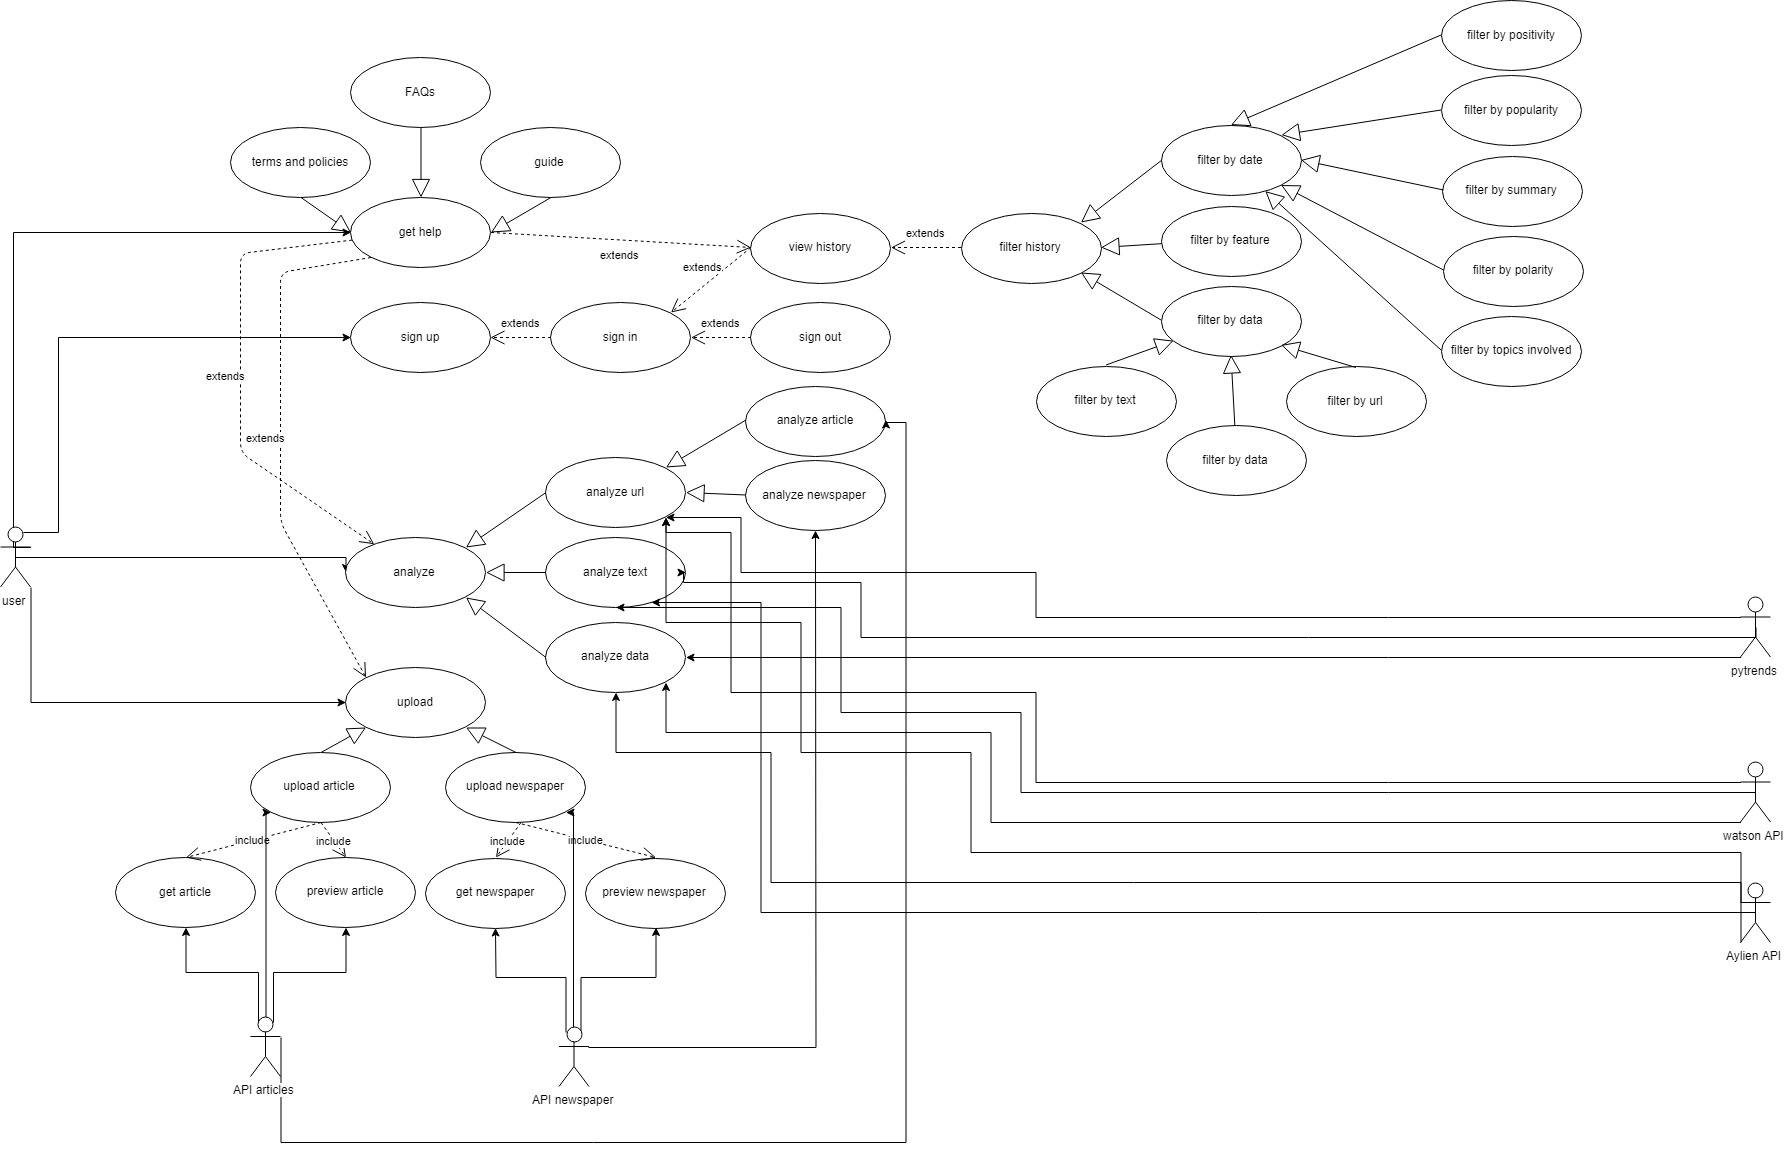 filter by positivity
FAQs
filter by popularity
terms and policies
guide
filter by date
filter by summary
get help
extends
view history
extends
filter history
filter by feature
extends
filter by polarity
sign up
extends
sign in
extends
sign out
filter by data
filter by topics involved
extends
filter by text
filter by url
analyze article
extends
filter by data
analyze url
analyze newspaper
analyze
analyze text
user
analyze data
pytrends
upload
upload article
upload newspaper
watson API
include
include
include
include
get article
preview article
get newspaper
preview newspaper
Aylien API
API articles
API newspaper